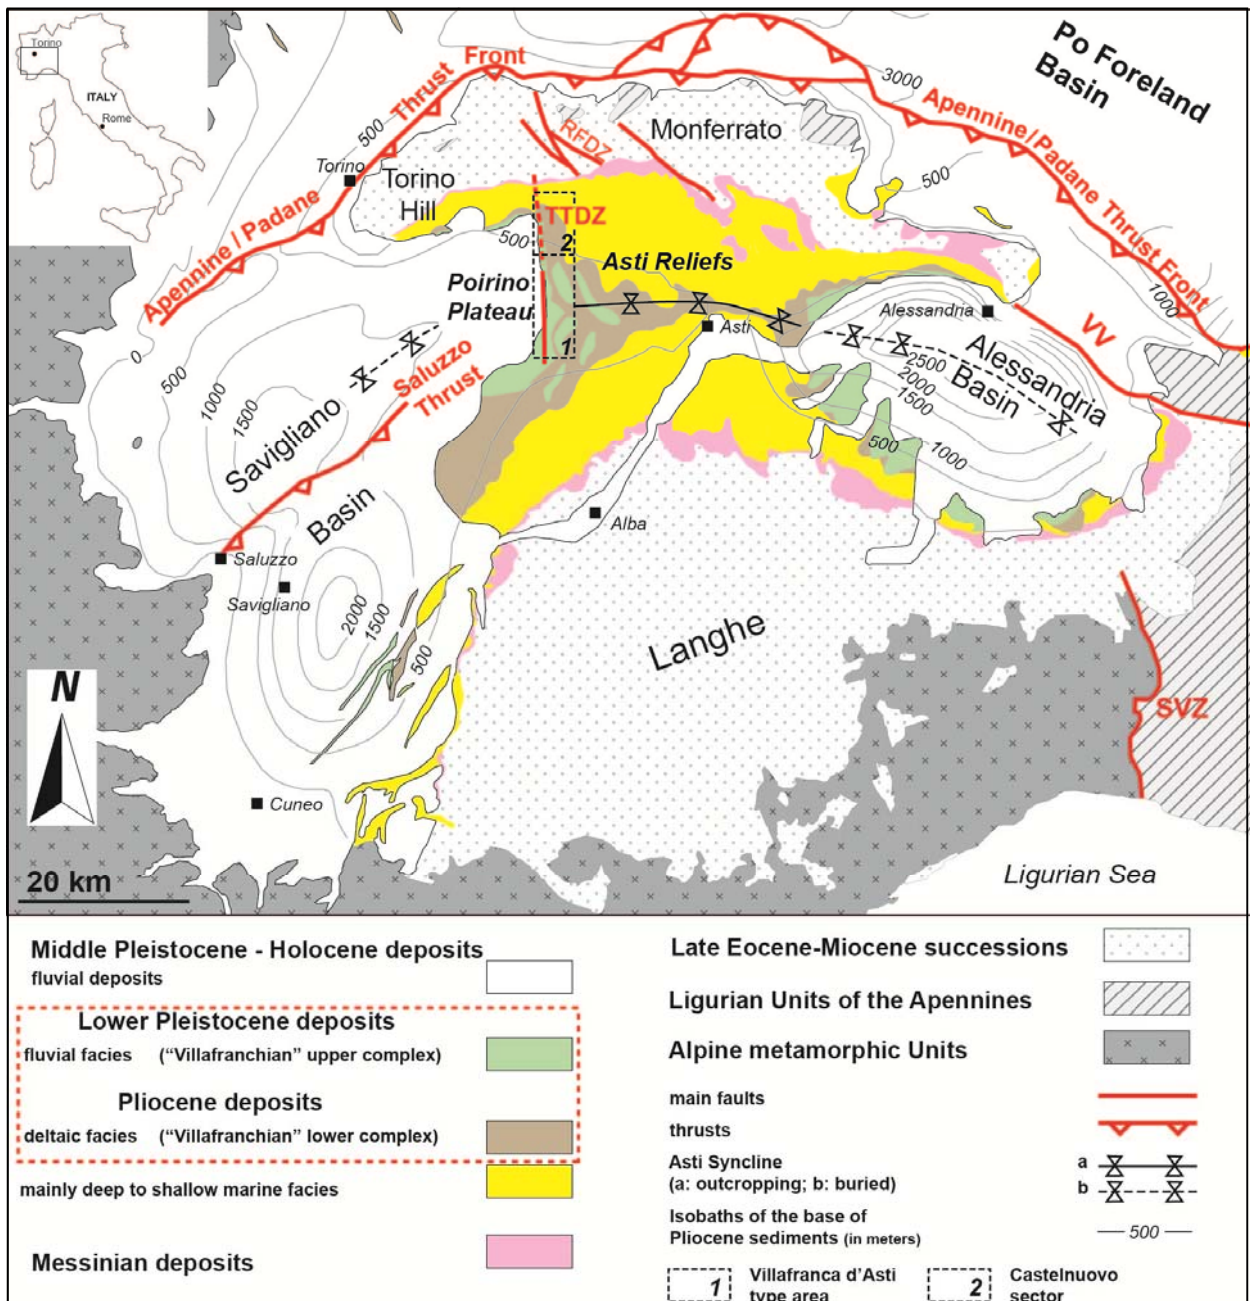 Torino
ITALY
Rome
Po Foreland
Basin
Apennine / Padane
Thrust
Front
500
3000
Apennine/Padane Thrust Front
Monferrato
RFDZ
Torino
Torino
Hill
TTDZ
500
500
2
Asti Reliefs
Poirino
Plateau
1000
Alessandria
VV
Asti
1
0
500
1000
1500
Saluzzo
Thrust
2500
2000
1500
Alessandria
Basin
Savigliano
Basin
500
1000
Alba
Saluzzo
Savigliano
2000
1500
500
Langhe
SVZ
N
Cuneo
20 km
Ligurian Sea
Middle Pleistocene - Holocene deposits
fluvial deposits
Lower Pleistocene deposits
fluvial facies ("Villafranchian" upper complex)
Pliocene deposits
deltaic facies ("Villafranchian" lower complex)
mainly deep to shallow marine facies
Messinian deposits
Late Eocene-Miocene successions
Ligurian Units of the Apennines
Alpine metamorphic Units
main faults
thrusts
Asti Syncline
(a: outcropping; b: buried)
a
b
Isobaths of the base of
Pliocene sediments (in meters)
500
1
Villafranca d'Asti
type area
2
Castelnuovo
sector